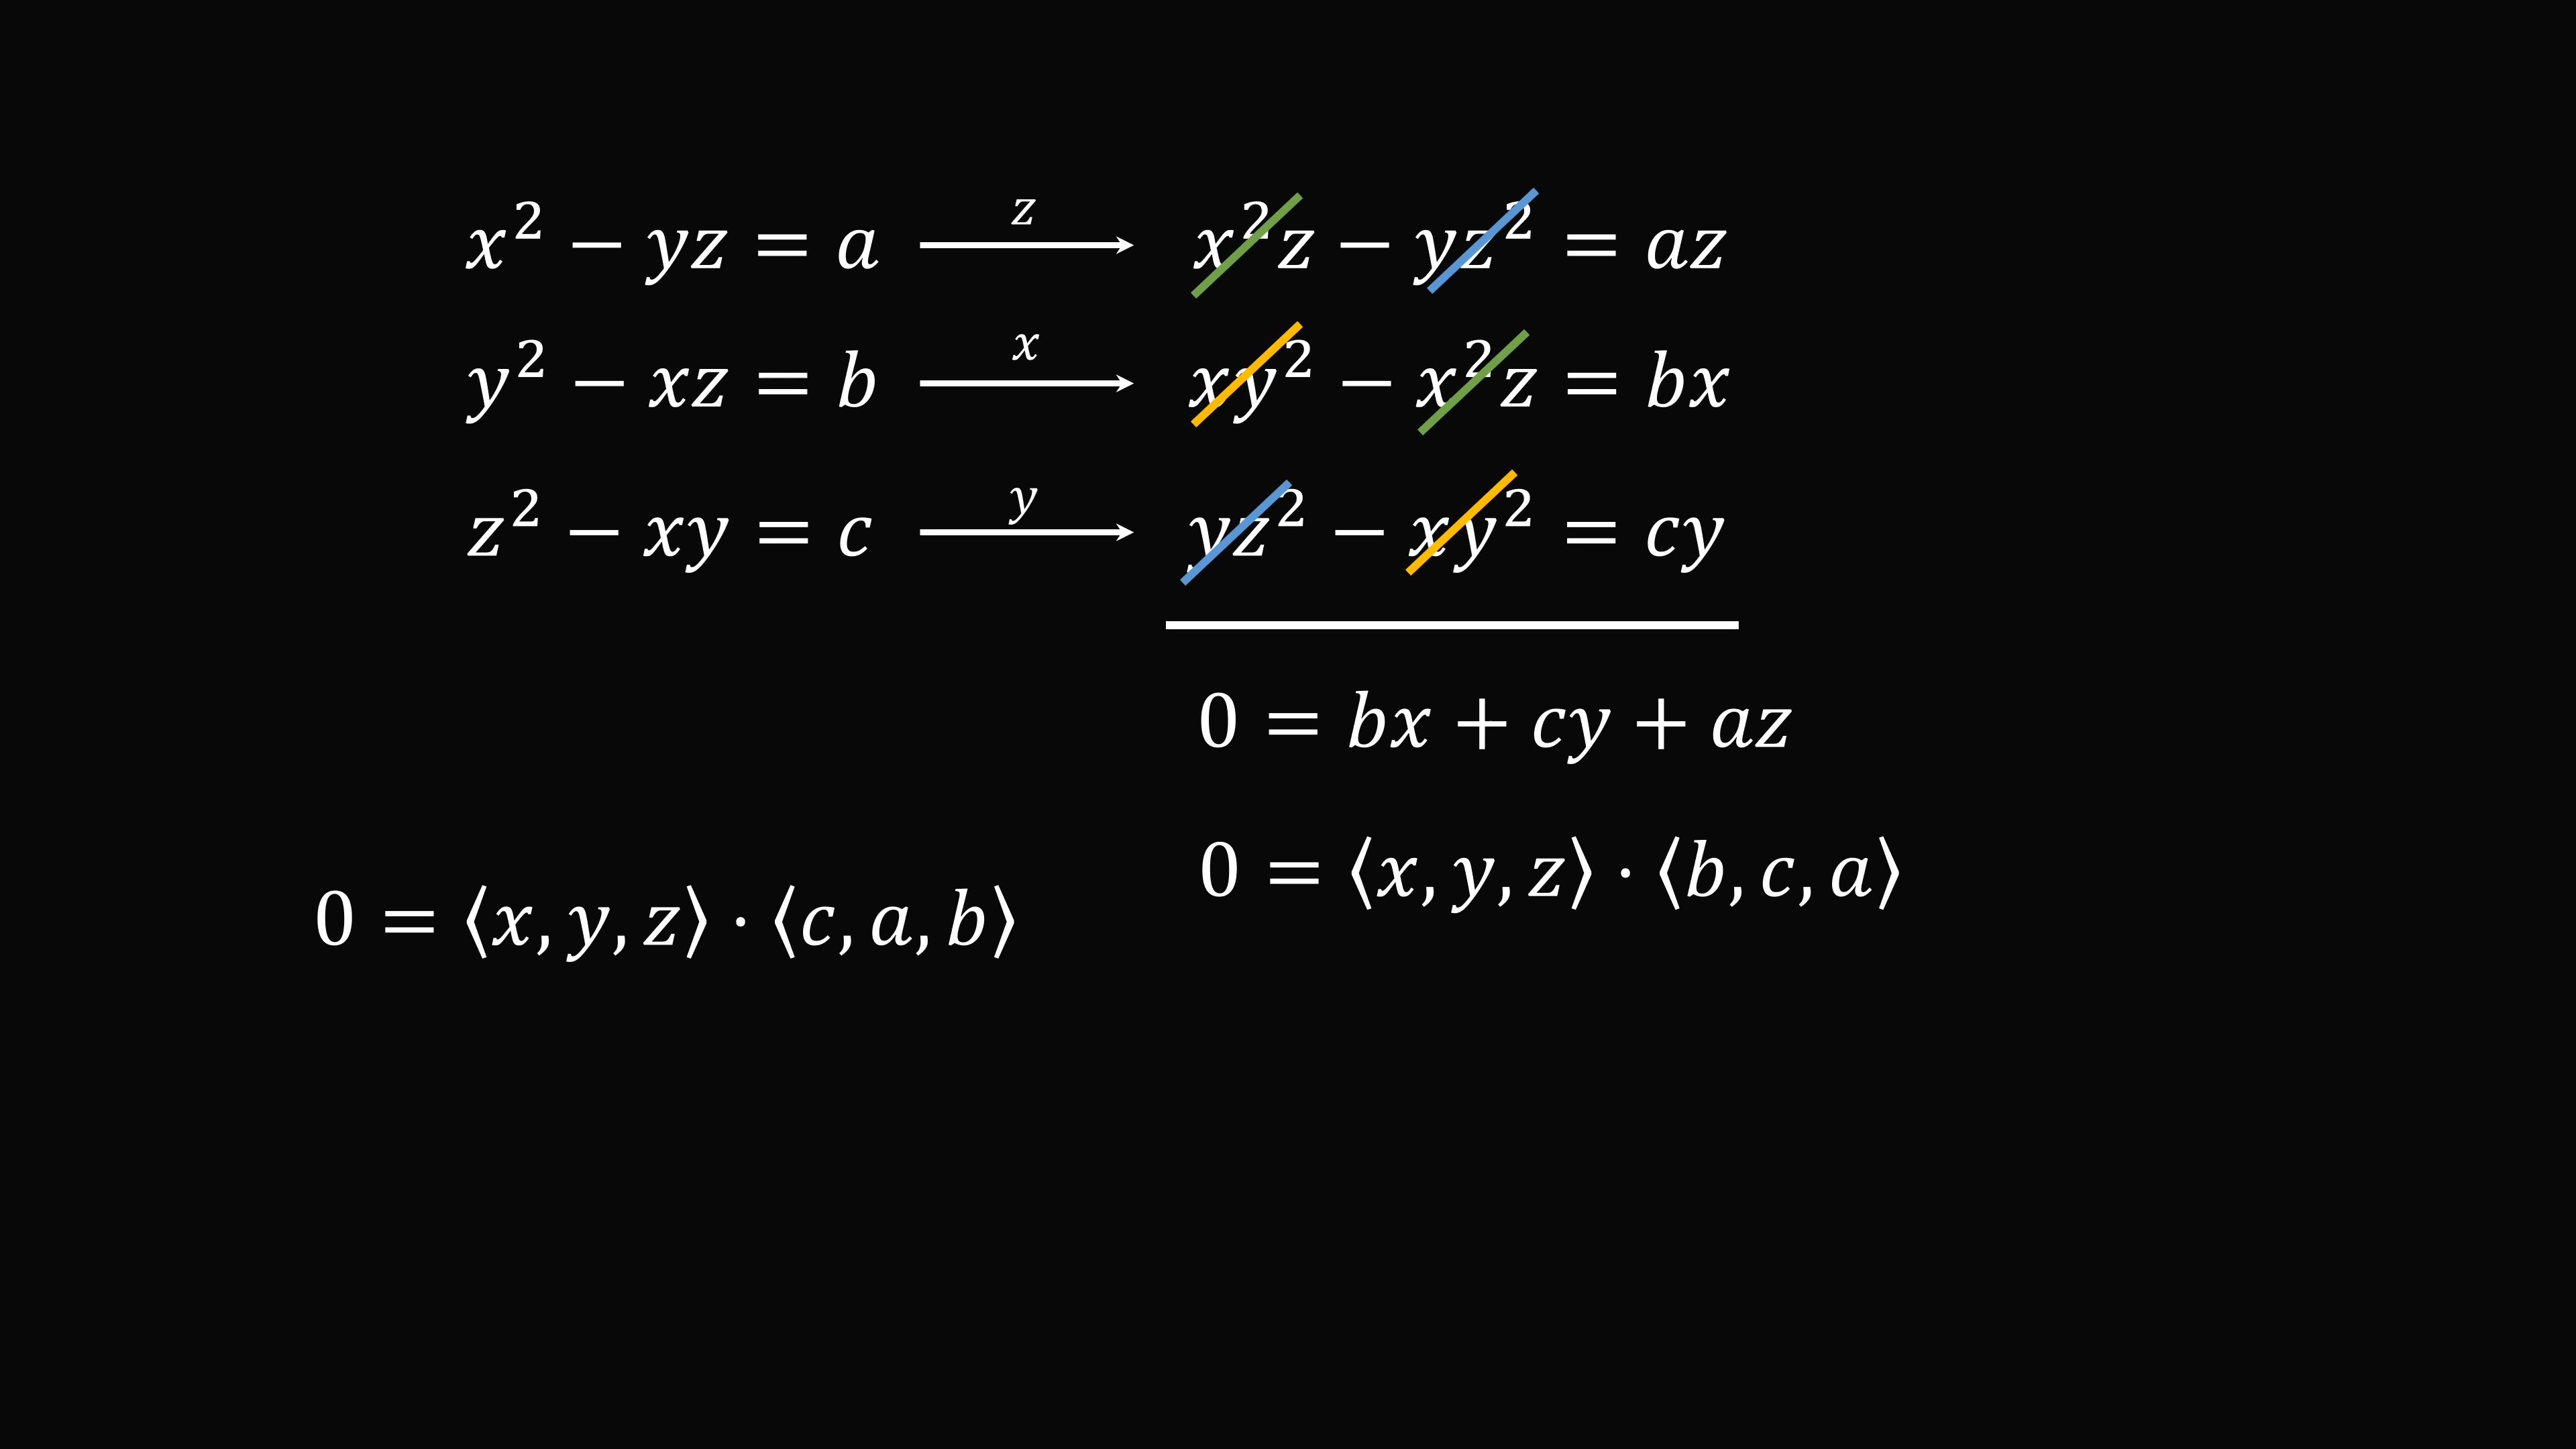 x² − yz = a → z x²z − yz² = az
y² − xz = b → x xy² − x²z = bx
z² − xy = c → y yz² − xy² = cy
0 = bx + cy + az
0 = ⟨x, y, z⟩ · ⟨b, c, a⟩
0 = ⟨x, y, z⟩ · ⟨c, a, b⟩